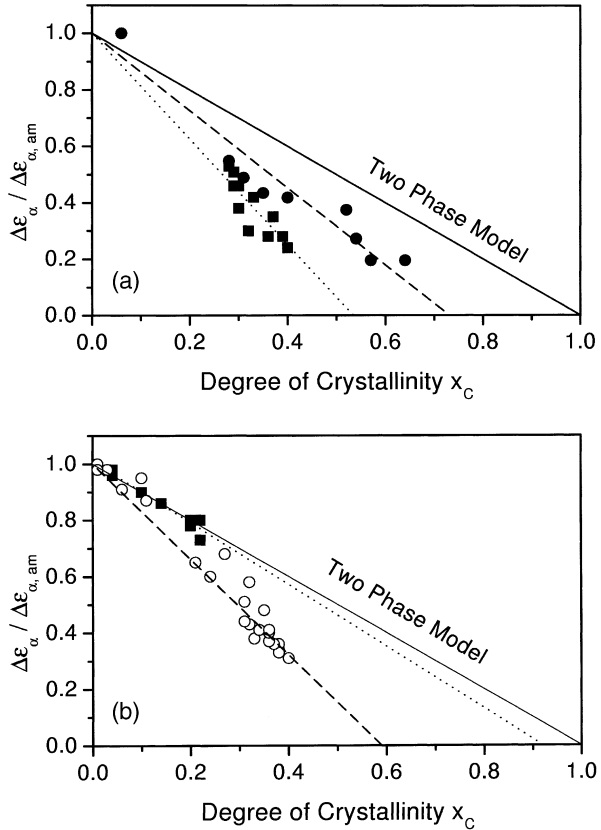 1.0
0.8
0.6
0.4
0.2
0.0
Δε_α / Δε_α, am
Two Phase Model
(a)
0.0 0.2 0.4 0.6 0.8 1.0
Degree of Crystallinity x_C
1.0
0.8
0.6
0.4
0.2
0.0
Δε_α / Δε_α, am
Two Phase Model
(b)
0.0 0.2 0.4 0.6 0.8 1.0
Degree of Crystallinity x_C